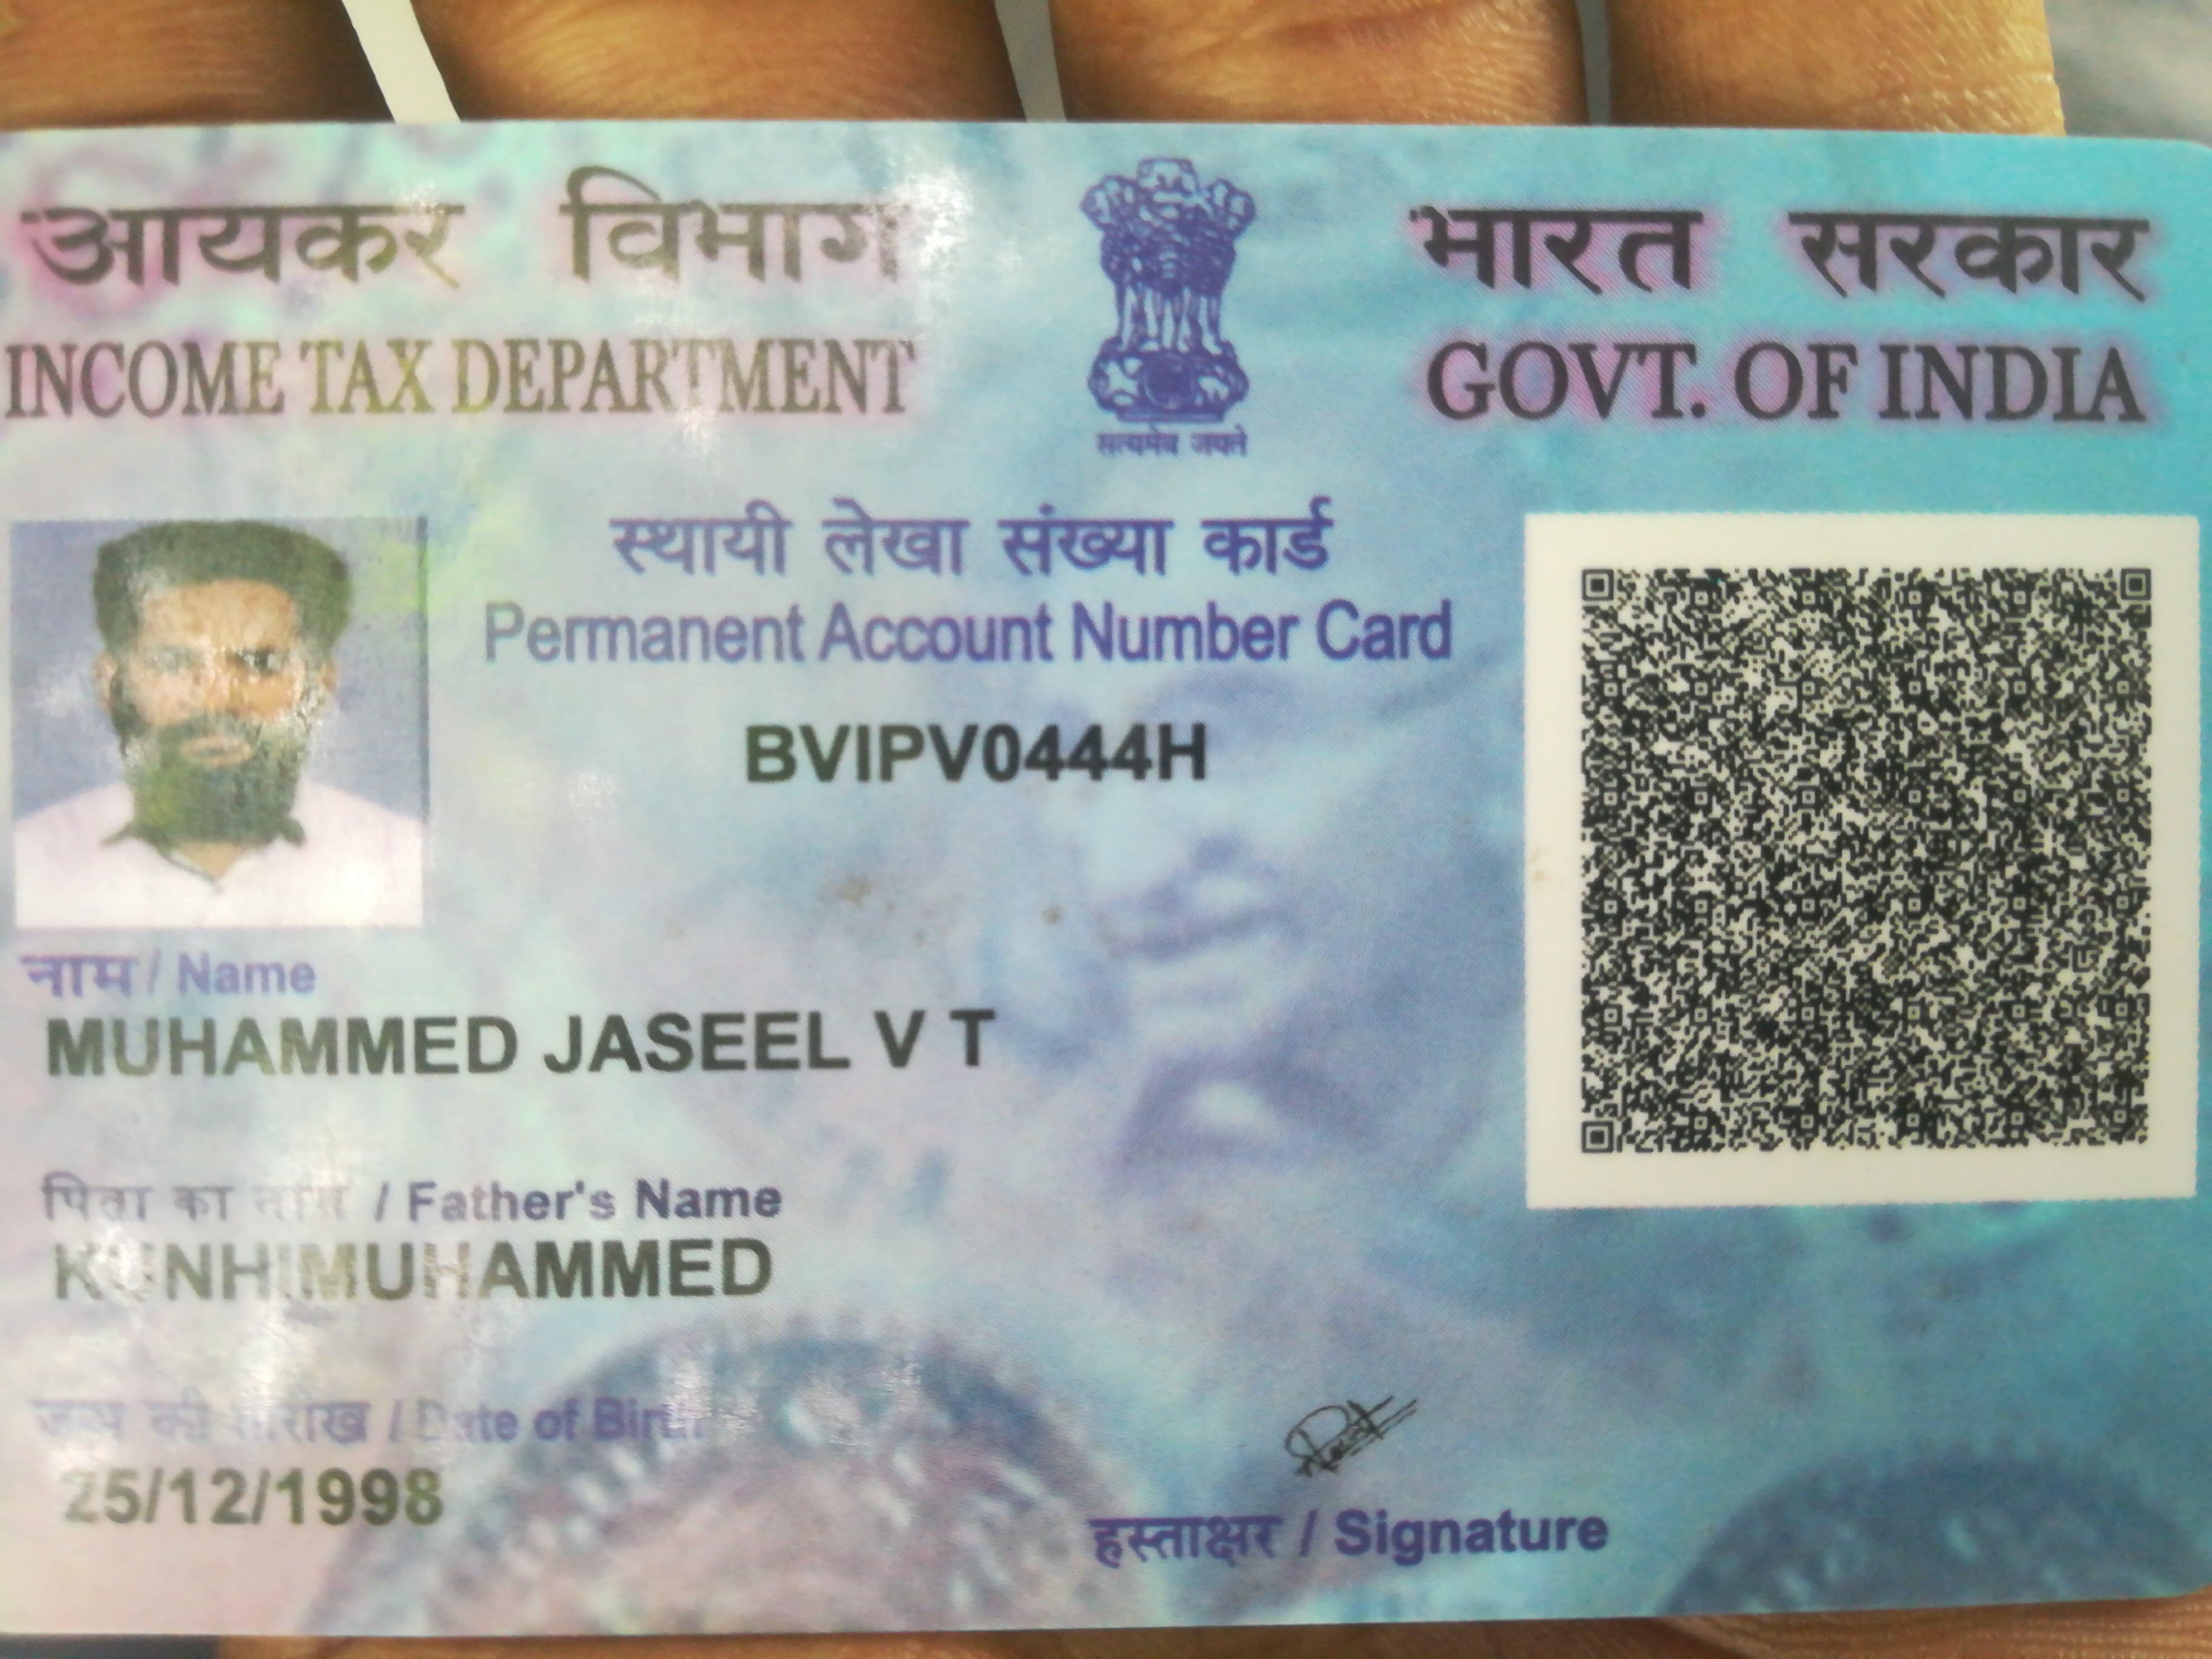 आयकर विभाग
INCOME TAX DEPARTMENT
भारत सरकार
GOVT. OF INDIA
सत्यमेव जयते
स्थायी लेखा संख्या कार्ड
Permanent Account Number Card
BVIPV0444H
नाम / Name
MUHAMMED JASEEL V T
पिता का नाम / Father's Name
KUNHIMUHAMMED
जन्म की तारीख / Date of Birth
25/12/1998
हस्ताक्षर / Signature